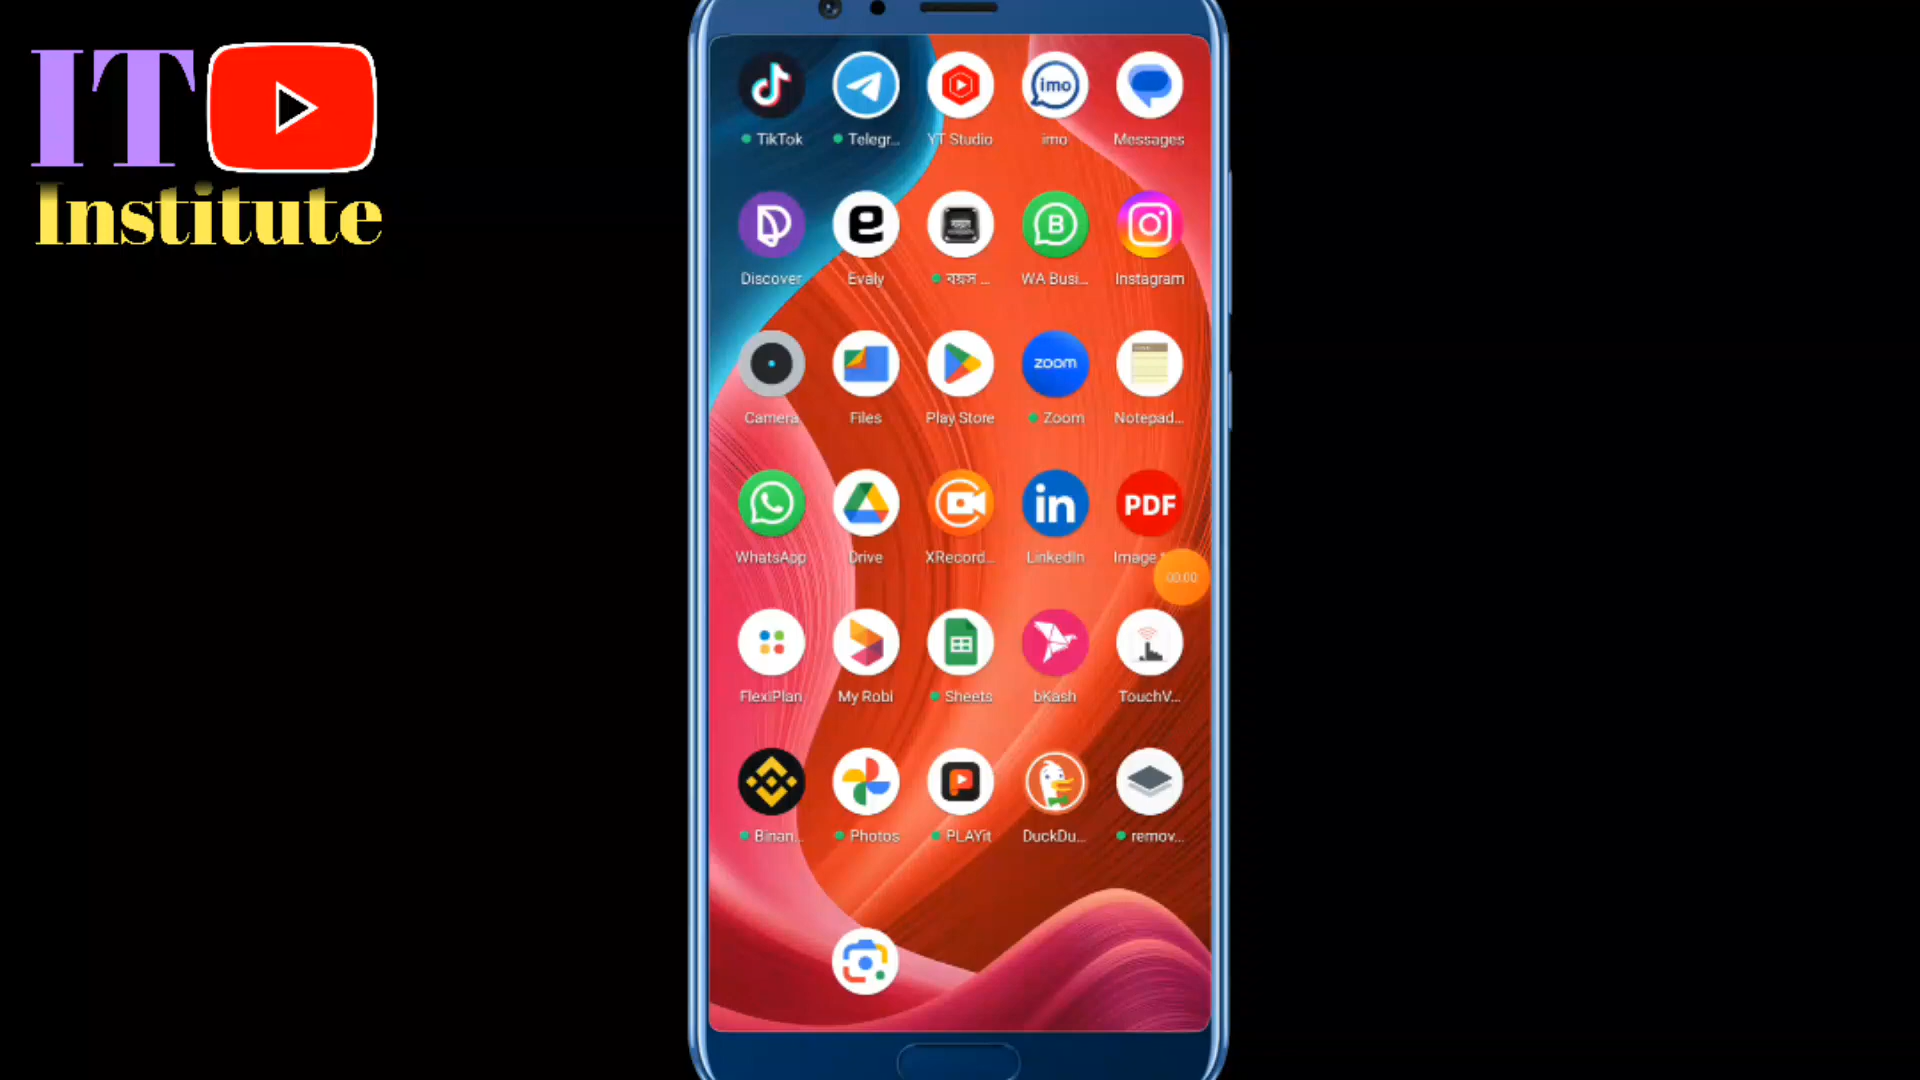 IT
Institute
TikTok Telegr... YT Studio imo Messages
imo
Discover Evaly বয়স ... WA Busi... Instagram
B
Camera Files Play Store Zoom Notepad...
zoom
WhatsApp Drive XRecord... LinkedIn Image
in PDF
00:00
FlexiPlan My Robi Sheets bKash TouchV...
Binan... Photos PLAYit DuckDu... remov...